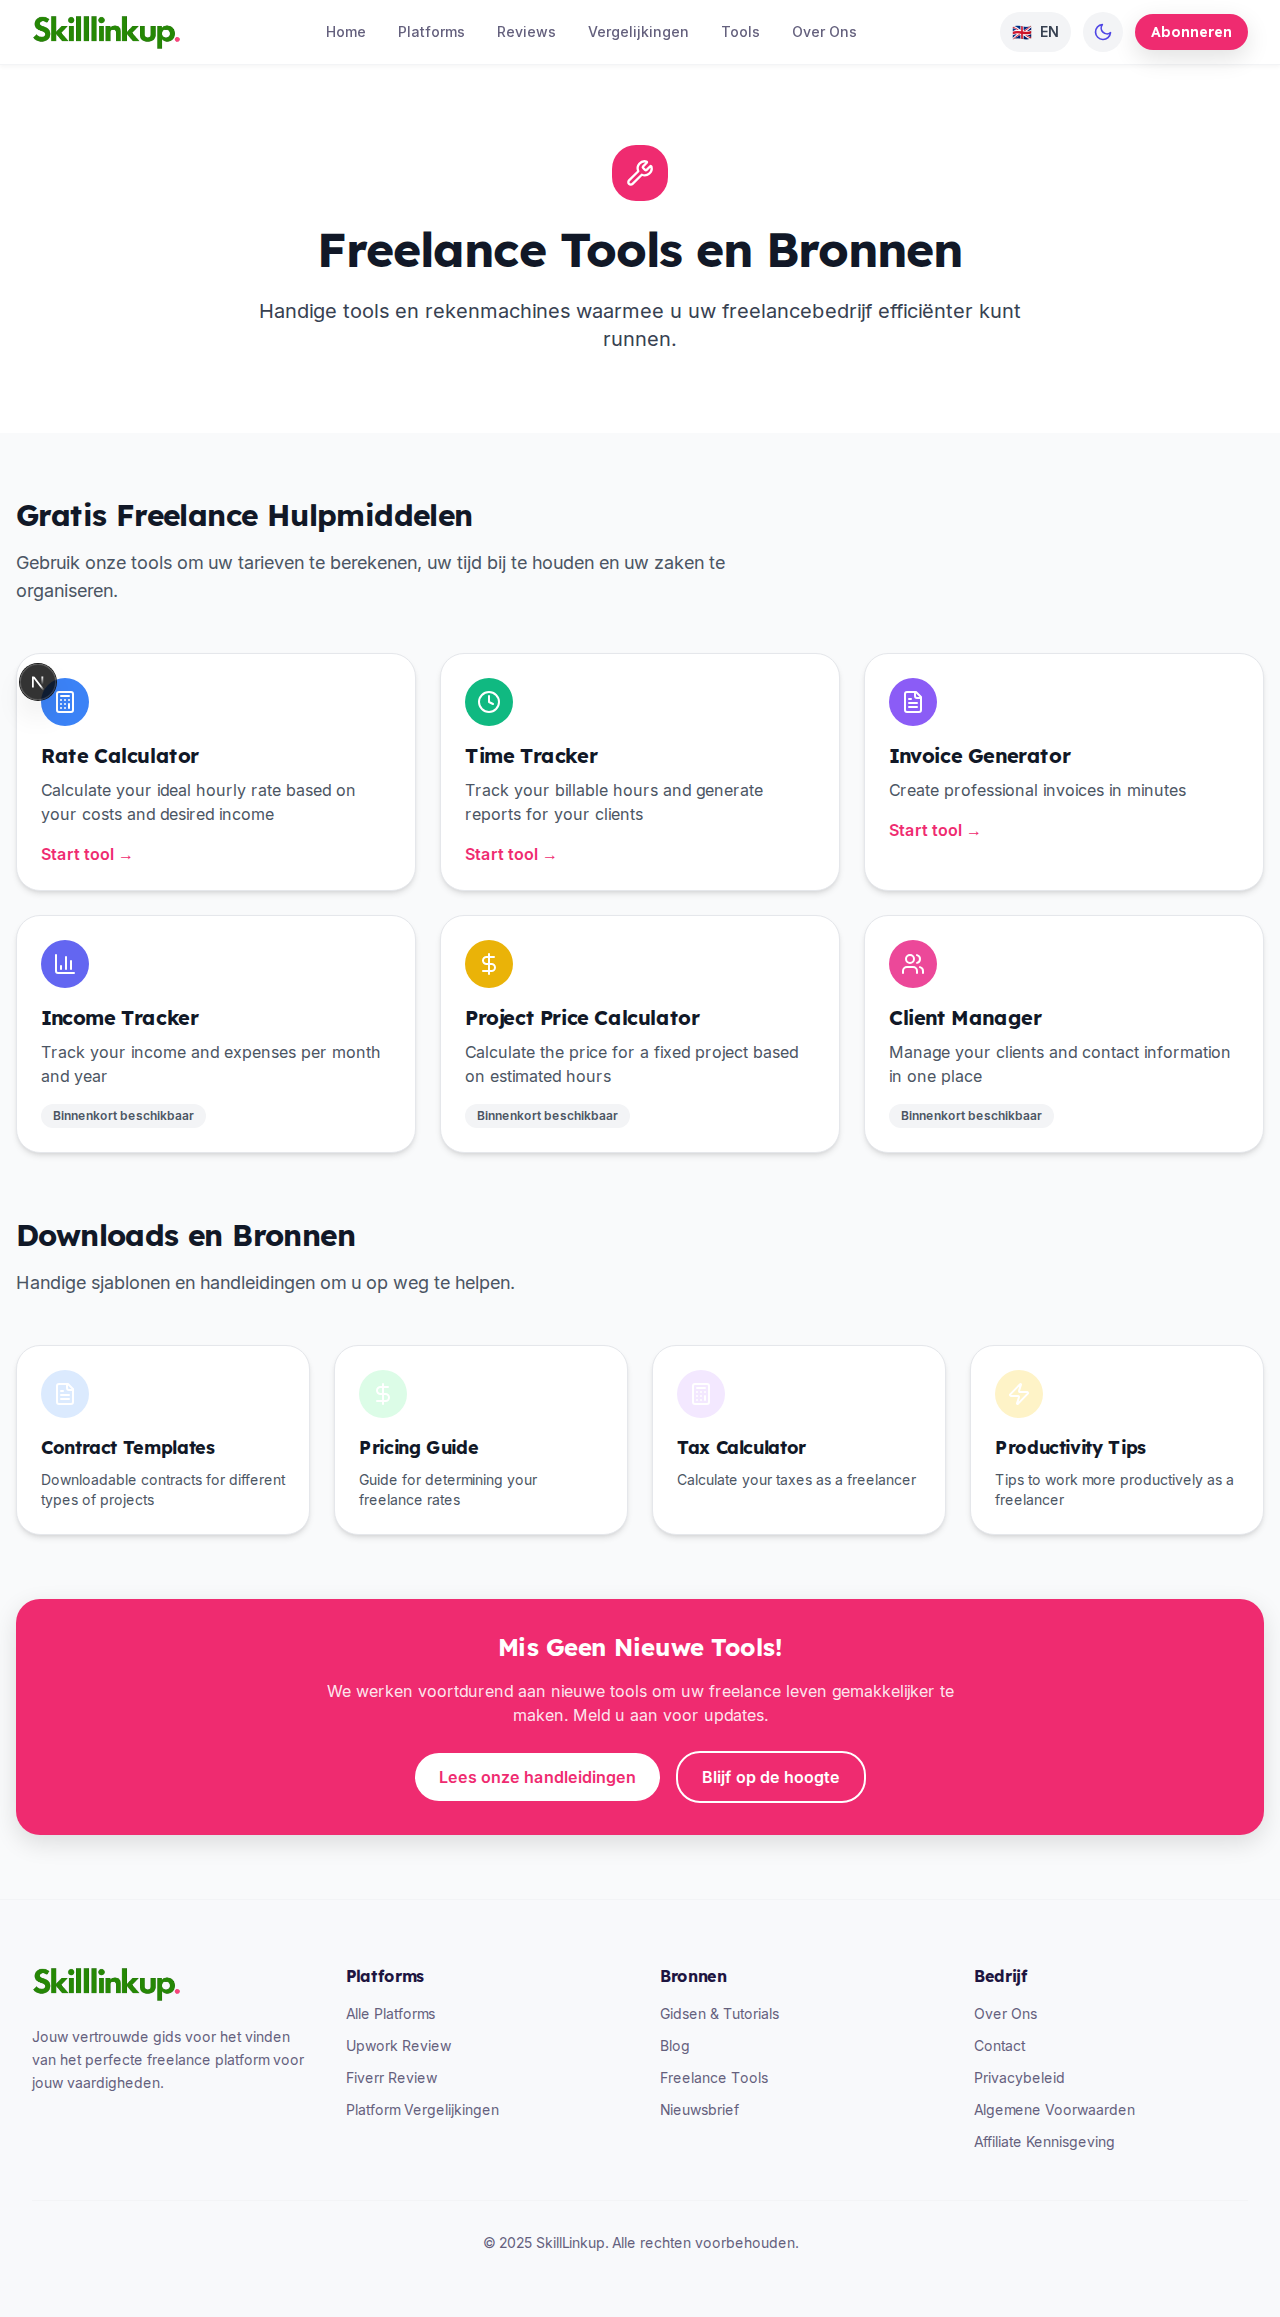 Skilllinkup.
Home Platforms Reviews Vergelijkingen Tools Over Ons
EN
Abonneren
Freelance Tools en Bronnen
Handige tools en rekenmachines waarmee u uw freelancebedrijf efficiënter kunt
runnen.
Gratis Freelance Hulpmiddelen
Gebruik onze tools om uw tarieven te berekenen, uw tijd bij te houden en uw zaken te
organiseren.
N
Rate Calculator
Calculate your ideal hourly rate based on
your costs and desired income
Start tool →
Time Tracker
Track your billable hours and generate
reports for your clients
Start tool →
Invoice Generator
Create professional invoices in minutes
Start tool →
Income Tracker
Track your income and expenses per month
and year
Binnenkort beschikbaar
Project Price Calculator
Calculate the price for a fixed project based
on estimated hours
Binnenkort beschikbaar
Client Manager
Manage your clients and contact information
in one place
Binnenkort beschikbaar
Downloads en Bronnen
Handige sjablonen en handleidingen om u op weg te helpen.
Contract Templates
Downloadable contracts for different
types of projects
Pricing Guide
Guide for determining your
freelance rates
Tax Calculator
Calculate your taxes as a freelancer
Productivity Tips
Tips to work more productively as a
freelancer
Mis Geen Nieuwe Tools!
We werken voortdurend aan nieuwe tools om uw freelance leven gemakkelijker te
maken. Meld u aan voor updates.
Lees onze handleidingen
Blijf op de hoogte
Skilllinkup.
Jouw vertrouwde gids voor het vinden
van het perfecte freelance platform voor
jouw vaardigheden.
Platforms
Alle Platforms
Upwork Review
Fiverr Review
Platform Vergelijkingen
Bronnen
Gidsen & Tutorials
Blog
Freelance Tools
Nieuwsbrief
Bedrijf
Over Ons
Contact
Privacybeleid
Algemene Voorwaarden
Affiliate Kennisgeving
© 2025 SkillLinkup. Alle rechten voorbehouden.